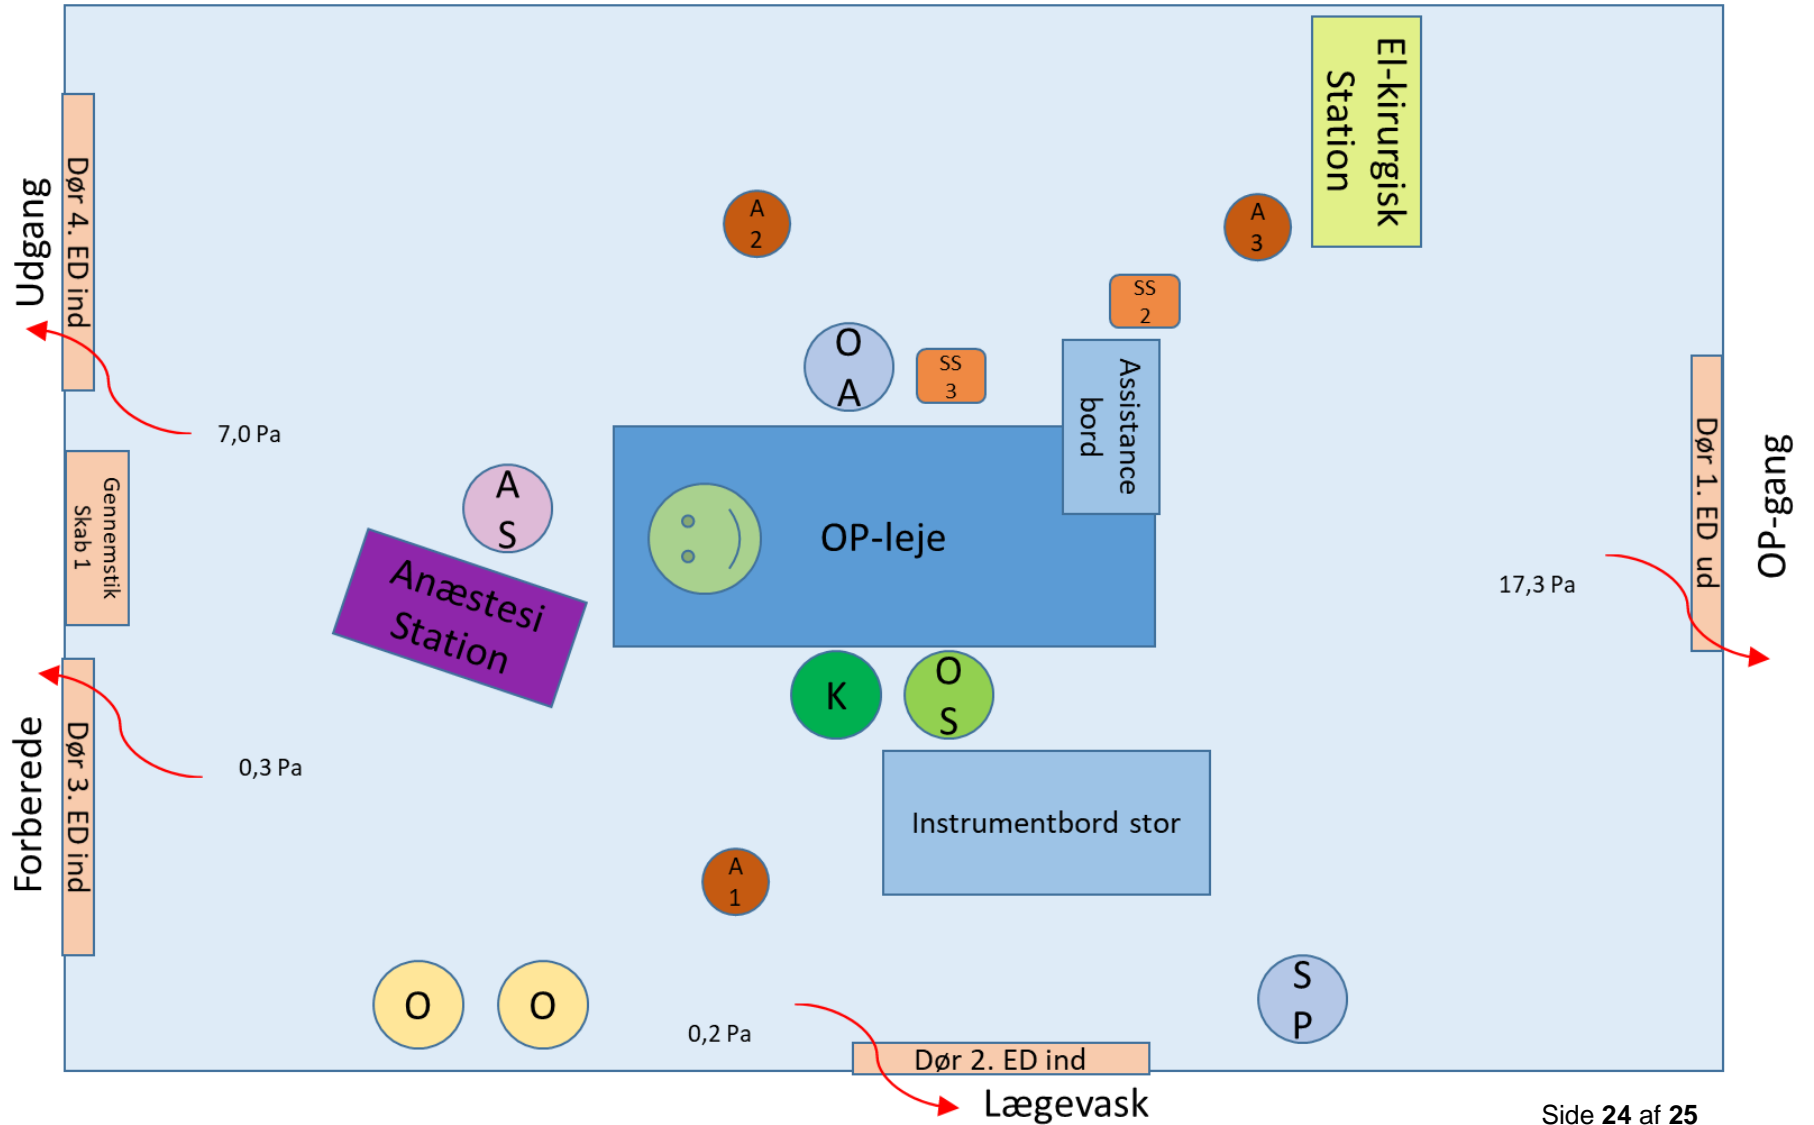 El-kirurgisk
Station
Udgang
Dør 4. ED ind
A
2
A
3
SS
2
O
A
SS
3
Assistance
bord
7,0 Pa
Gennemstik
Skab 1
A
S
Anæstesi
Station
OP-leje
Dør 1. ED ud
OP-gang
17,3 Pa
K
O
S
Forberede
Dør 3. ED ind
0,3 Pa
Instrumentbord stor
A
1
O
O
S
P
0,2 Pa
Dør 2. ED ind
Lægevask
Side 24 af 25